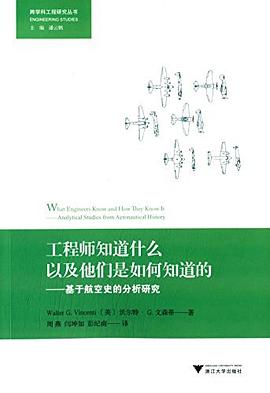 跨学科工程研究丛书
ENGINEERING STUDIES
主 编 潘云鹤
What Engineers Know and How They Know It
——Analytical Studies from Aeronautical History
工程师知道什么
以及他们是如何知道的
——基于航空史的分析研究
Walter G. Vincenti〔美〕沃尔特·G.文森蒂——著
周 燕 闫坤如 彭纪南——译
浙江大学出版社